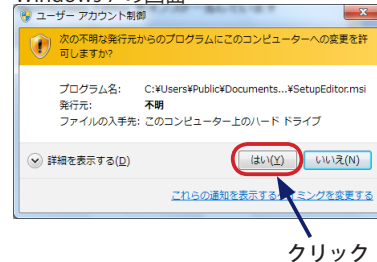 Windows7の画面
ユーザー アカウント制御
次の不明な発行元からのプログラムにこのコンピューターへの変更を許
可しますか?
プログラム名: C:¥Users¥Public¥Documents...¥SetupEditor.msi
発行元: 不明
ファイルの入手先: このコンピューター上のハード ドライブ
詳細を表示する(D)
はい(Y)
いいえ(N)
これらの通知を表示するタイミングを変更する
クリック